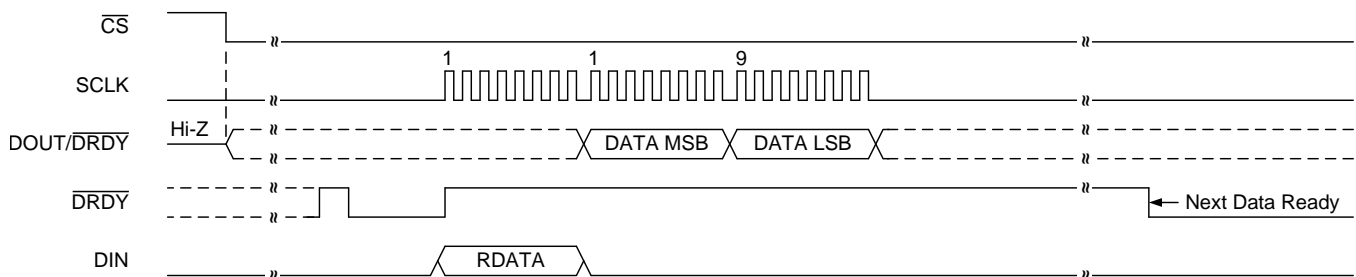 CS
1 1 9
SCLK
Hi-Z
DOUT/DRDY DATA MSB DATA LSB
DRDY Next Data Ready
DIN RDATA